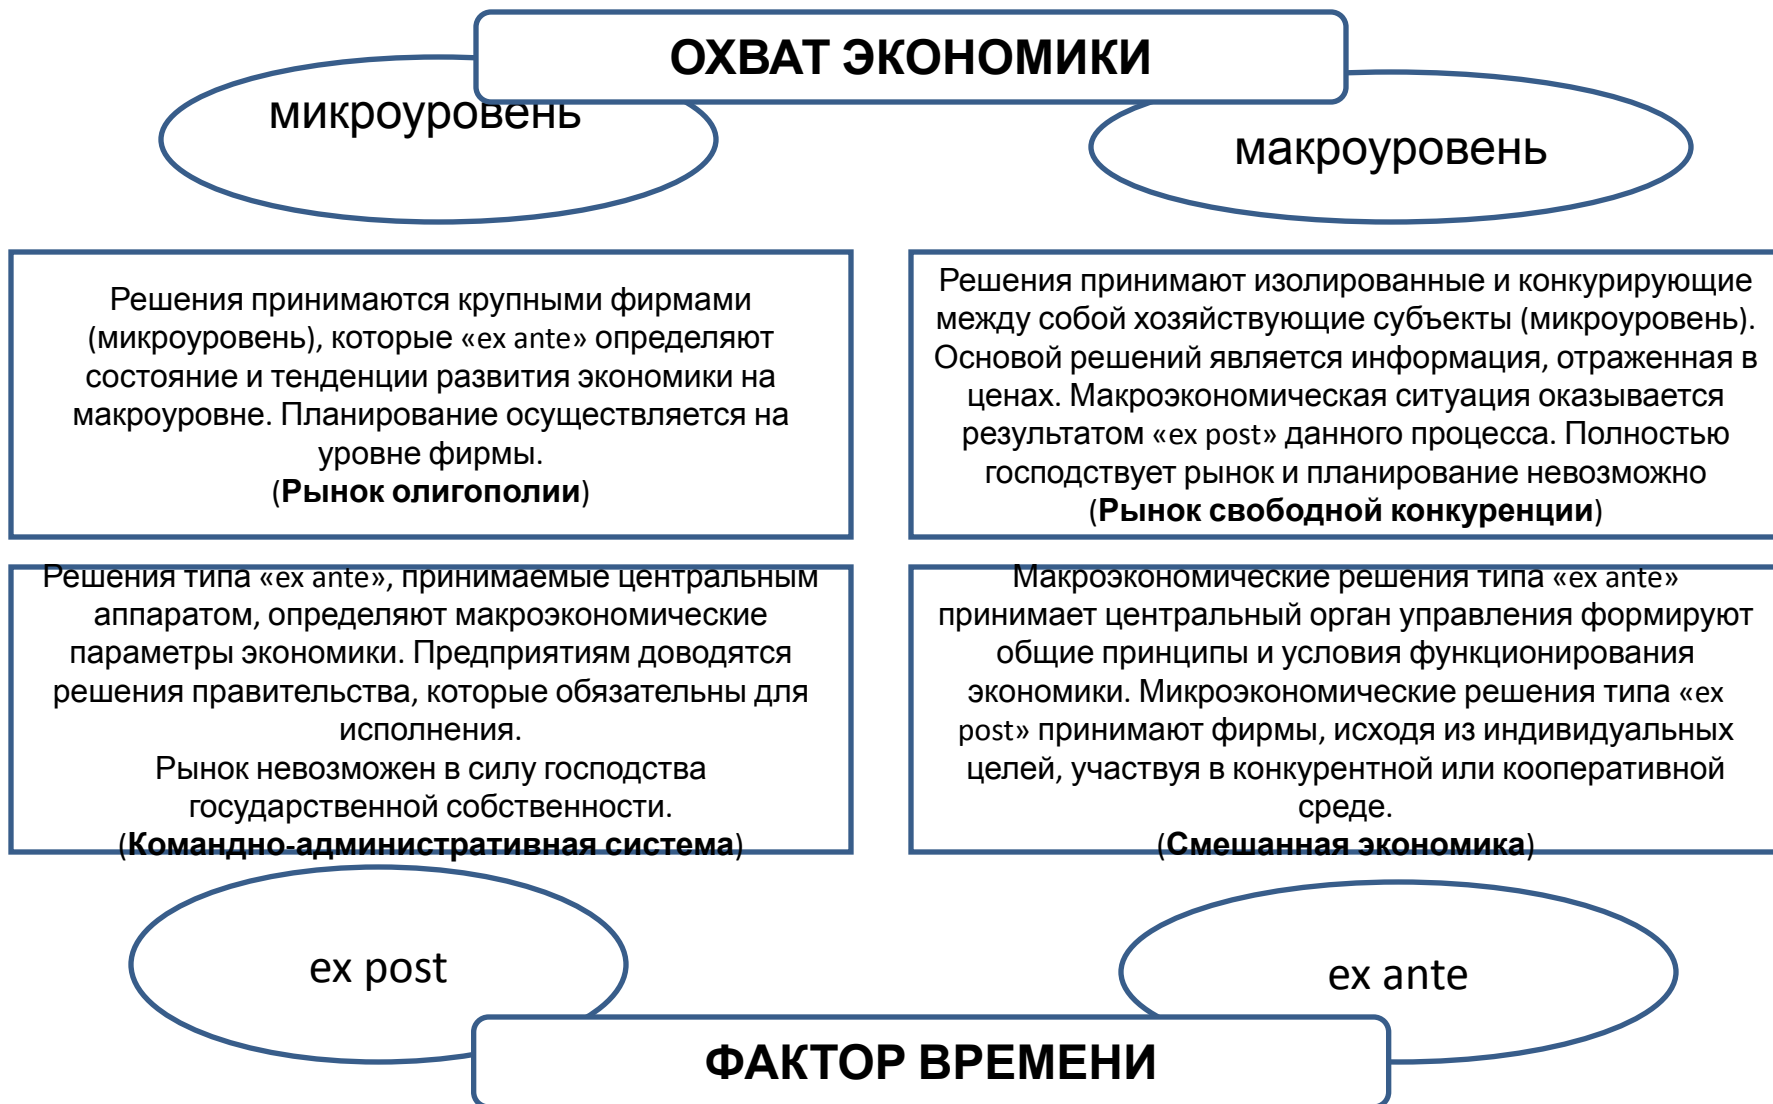 ОХВАТ ЭКОНОМИКИ
микроуровень
макроуровень
Решения принимаются крупными фирмами
(микроуровень), которые «ex ante» определяют
состояние и тенденции развития экономики на
макроуровне. Планирование осуществляется на
уровне фирмы.
(Рынок олигополии)
Решения принимают изолированные и конкурирующие
между собой хозяйствующие субъекты (микроуровень).
Основой решений является информация, отраженная в
ценах. Макроэкономическая ситуация оказывается
результатом «ex post» данного процесса. Полностью
господствует рынок и планирование невозможно
(Рынок свободной конкуренции)
Решения типа «ex ante», принимаемые центральным
аппаратом, определяют макроэкономические
параметры экономики. Предприятиям доводятся
решения правительства, которые обязательны для
исполнения.
Рынок невозможен в силу господства
государственной собственности.
(Командно-административная система)
Макроэкономические решения типа «ex ante»
принимает центральный орган управления формируют
общие принципы и условия функционирования
экономики. Микроэкономические решения типа «ex
post» принимают фирмы, исходя из индивидуальных
целей, участвуя в конкурентной или кооперативной
среде.
(Смешанная экономика)
ex post
ex ante
ФАКТОР ВРЕМЕНИ